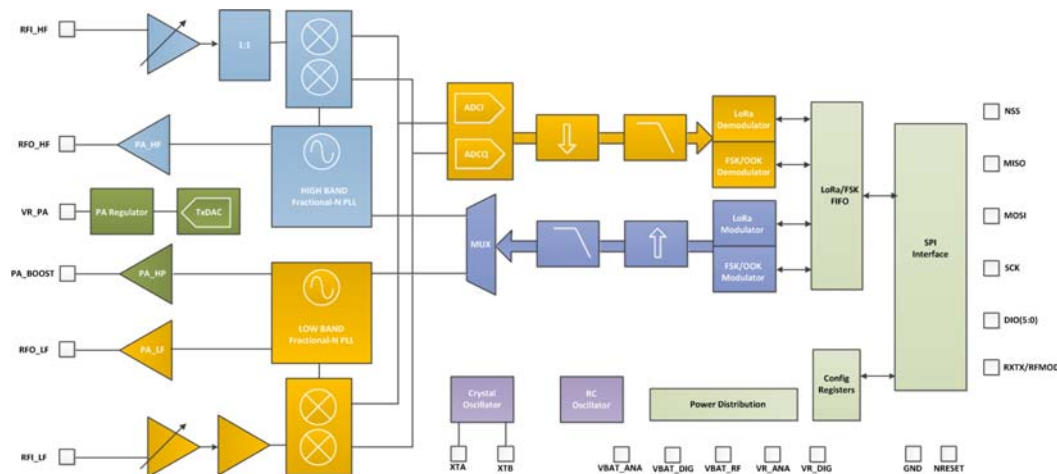 RFI_HF
1:1
ADCI
ADCQ
LoRa
Demodulator
FSK/OOK
Demodulator
NSS
RFO_HF
PA_HF
HIGH BAND
Fractional-N PLL
MISO
LoRa/FSK
FIFO
VR_PA
PA Regulator
TxDAC
MUX
LoRa
Modulator
FSK/OOK
Modulator
MOSI
SPI
Interface
PA_BOOST
PA_HP
SCK
LOW BAND
Fractional-N PLL
DIO(5:0)
RFO_LF
PA_LF
RXTX/RFMOD
Crystal
Oscillator
RC
Oscillator
Power Distribution
Config
Registers
RFI_LF
XTA
XTB
VBAT_ANA
VBAT_DIG
VBAT_RF
VR_ANA
VR_DIG
GND
NRESET